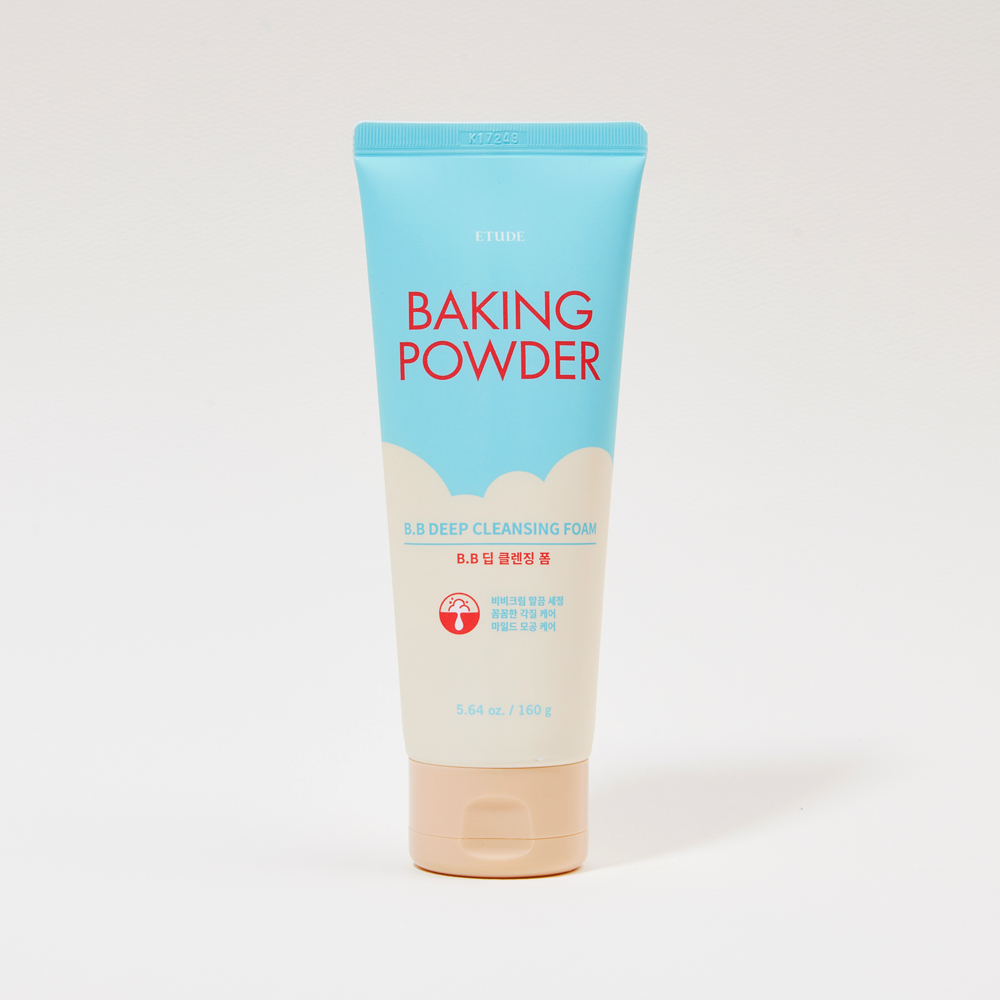 K17249
ETUDE
BAKING
POWDER
B.B DEEP CLEANSING FOAM
B.B 딥 클렌징 폼
비비크림 말끔 세정
꼼꼼한 각질 케어
마일드 모공 케어
5.64 oz. / 160 g